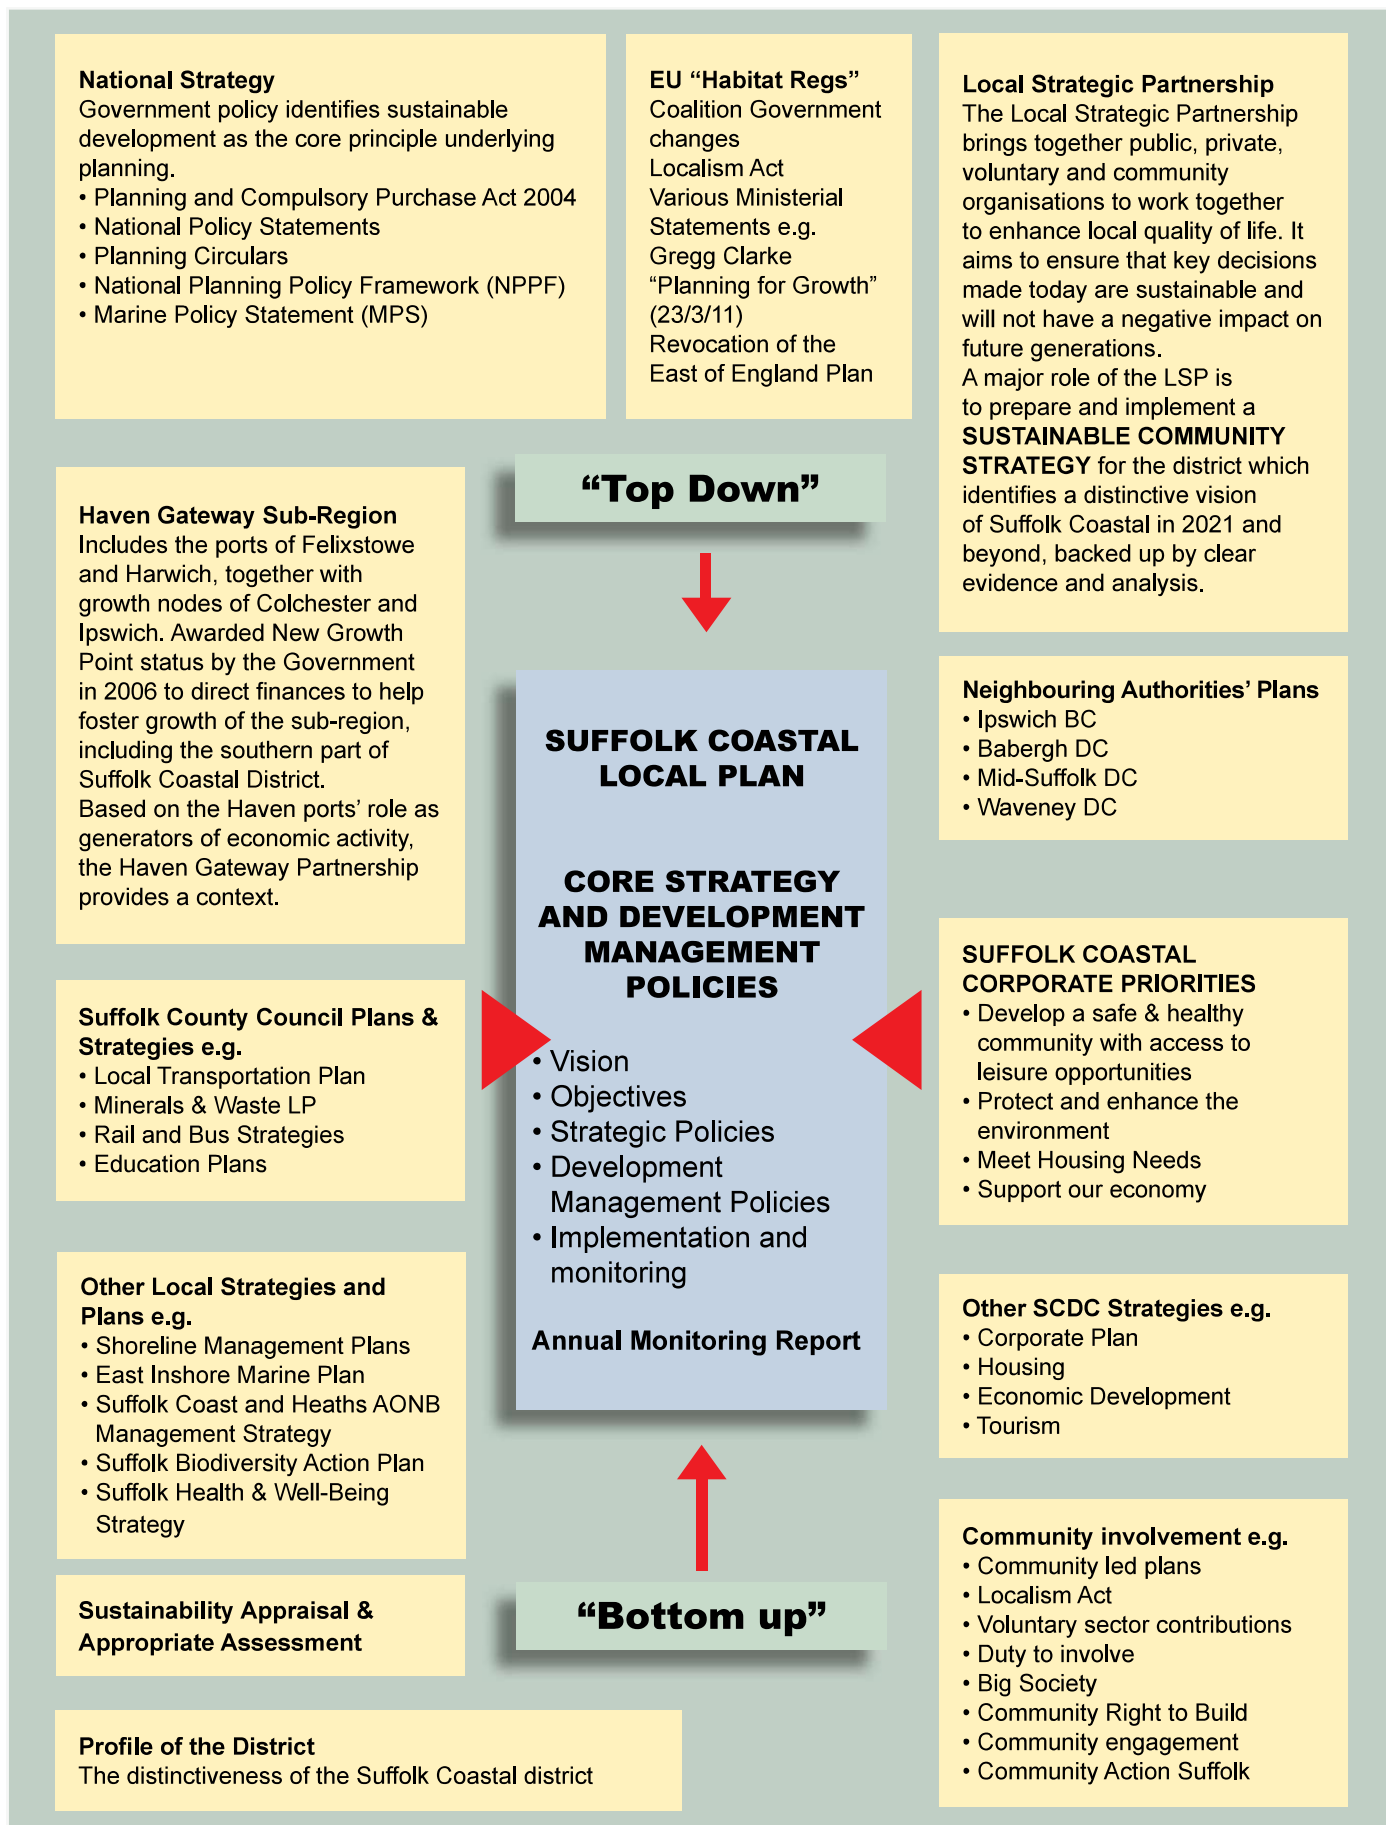 National Strategy
Government policy identifies sustainable
development as the core principle underlying
planning.
• Planning and Compulsory Purchase Act 2004
• National Policy Statements
• Planning Circulars
• National Planning Policy Framework (NPPF)
• Marine Policy Statement (MPS)
EU “Habitat Regs”
Coalition Government
changes
Localism Act
Various Ministerial
Statements e.g.
Gregg Clarke
“Planning for Growth”
(23/3/11)
Revocation of the
East of England Plan
Local Strategic Partnership
The Local Strategic Partnership
brings together public, private,
voluntary and community
organisations to work together
to enhance local quality of life. It
aims to ensure that key decisions
made today are sustainable and
will not have a negative impact on
future generations.
A major role of the LSP is
to prepare and implement a
SUSTAINABLE COMMUNITY
STRATEGY for the district which
identifies a distinctive vision
of Suffolk Coastal in 2021 and
beyond, backed up by clear
evidence and analysis.
“Top Down”
Haven Gateway Sub-Region
Includes the ports of Felixstowe
and Harwich, together with
growth nodes of Colchester and
Ipswich. Awarded New Growth
Point status by the Government
in 2006 to direct finances to help
foster growth of the sub-region,
including the southern part of
Suffolk Coastal District.
Based on the Haven ports’ role as
generators of economic activity,
the Haven Gateway Partnership
provides a context.
SUFFOLK COASTAL
LOCAL PLAN
CORE STRATEGY
AND DEVELOPMENT
MANAGEMENT
POLICIES
• Vision
• Objectives
• Strategic Policies
• Development
Management Policies
• Implementation and
monitoring
Annual Monitoring Report
Neighbouring Authorities’ Plans
• Ipswich BC
• Babergh DC
• Mid-Suffolk DC
• Waveney DC
SUFFOLK COASTAL
CORPORATE PRIORITIES
• Develop a safe & healthy
community with access to
leisure opportunities
• Protect and enhance the
environment
• Meet Housing Needs
• Support our economy
Suffolk County Council Plans &
Strategies e.g.
• Local Transportation Plan
• Minerals & Waste LP
• Rail and Bus Strategies
• Education Plans
Other Local Strategies and
Plans e.g.
• Shoreline Management Plans
• East Inshore Marine Plan
• Suffolk Coast and Heaths AONB
Management Strategy
• Suffolk Biodiversity Action Plan
• Suffolk Health & Well-Being
Strategy
Other SCDC Strategies e.g.
• Corporate Plan
• Housing
• Economic Development
• Tourism
Sustainability Appraisal &
Appropriate Assessment
“Bottom up”
Community involvement e.g.
• Community led plans
• Localism Act
• Voluntary sector contributions
• Duty to involve
• Big Society
• Community Right to Build
• Community engagement
• Community Action Suffolk
Profile of the District
The distinctiveness of the Suffolk Coastal district